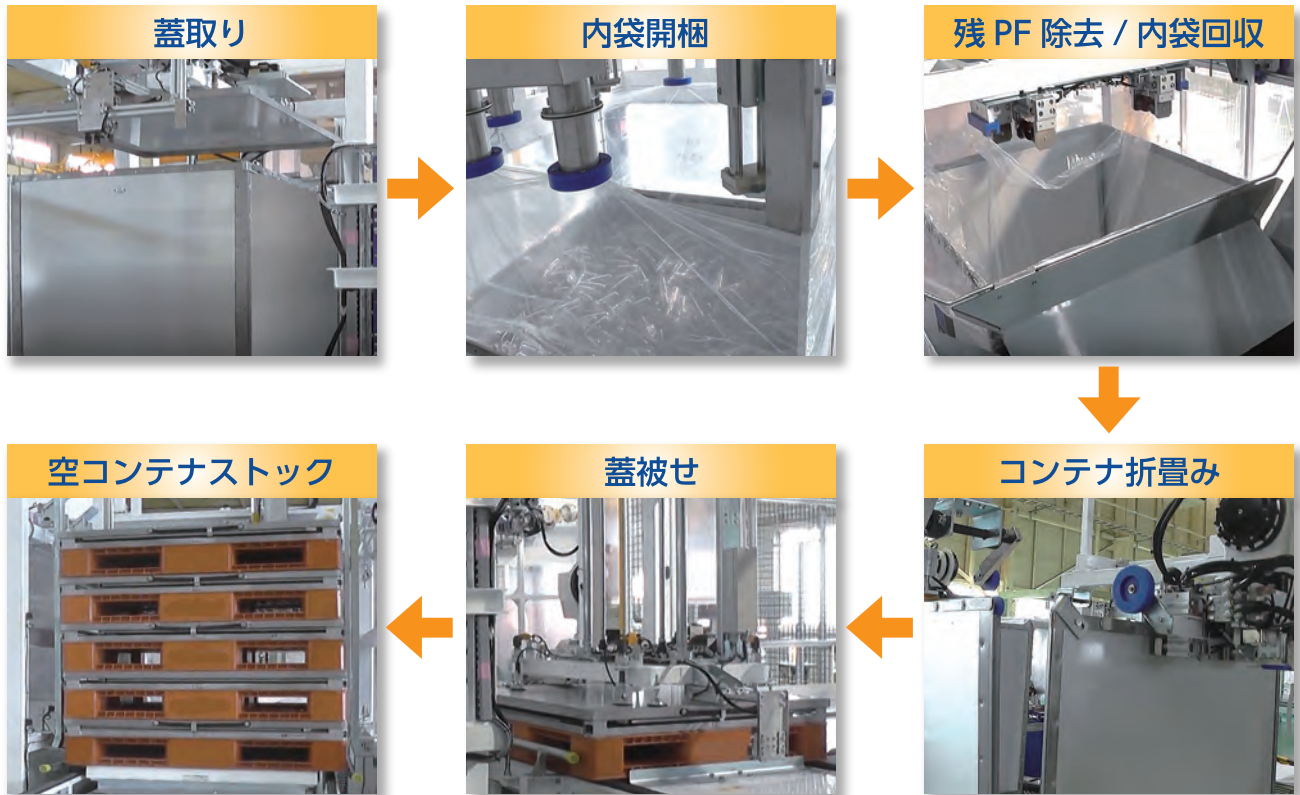 蓋取り
内袋開梱
残 PF 除去 / 内袋回収
コンテナ折畳み
蓋被せ
空コンテナストック